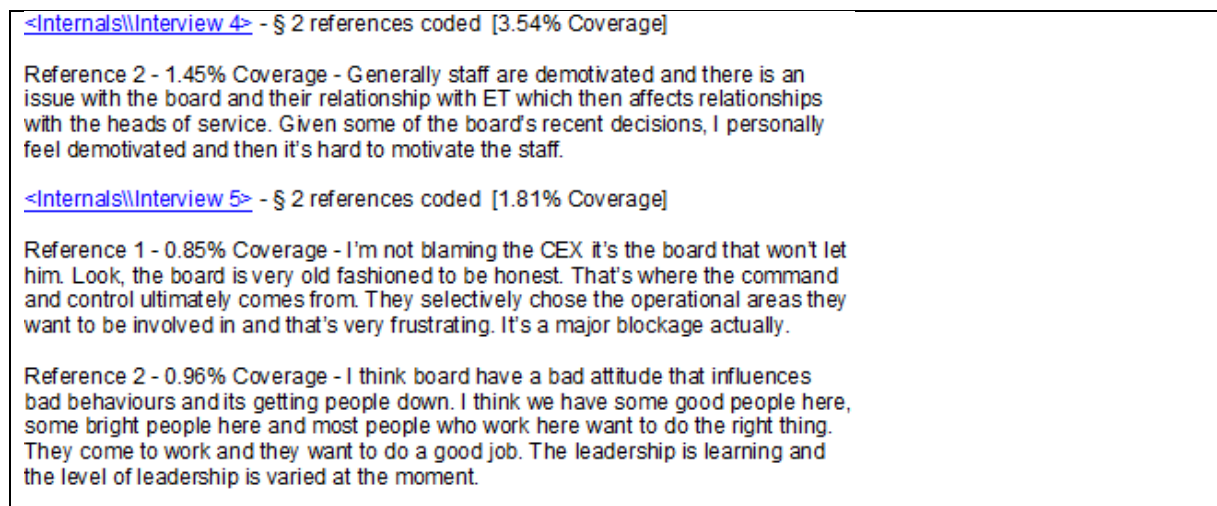 <Internals\\Interview 4> - § 2 references coded [3.54% Coverage]
Reference 2 - 1.45% Coverage - Generally staff are demotivated and there is an
issue with the board and their relationship with ET which then affects relationships
with the heads of service. Given some of the board's recent decisions, I personally
feel demotivated and then it's hard to motivate the staff.
<Internals\\Interview 5> - § 2 references coded [1.81% Coverage]
Reference 1 - 0.85% Coverage - I'm not blaming the CEX it's the board that won't let
him. Look, the board is very old fashioned to be honest. That's where the command
and control ultimately comes from. They selectively chose the operational areas they
want to be involved in and that's very frustrating. It's a major blockage actually.
Reference 2 - 0.96% Coverage - I think board have a bad attitude that influences
bad behaviours and its getting people down. I think we have some good people here,
some bright people here and most people who work here want to do the right thing.
They come to work and they want to do a good job. The leadership is learning and
the level of leadership is varied at the moment.